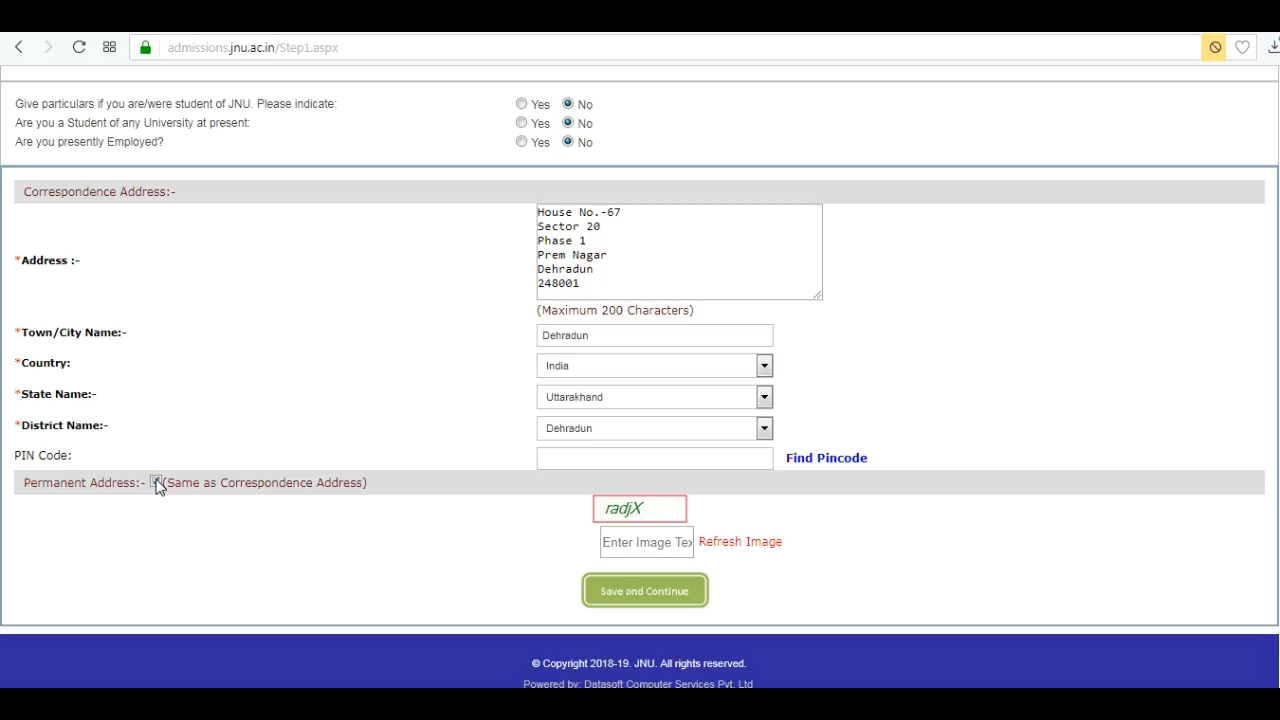 admissions.jnu.ac.in/Step1.aspx
Give particulars if you are/were student of JNU. Please indicate: Yes No
Are you a Student of any University at present: Yes No
Are you presently Employed? Yes No
Correspondence Address:-
House No.-67
Sector 20
Phase 1
*Address :- Prem Nagar
Dehradun
248001
(Maximum 200 Characters)
*Town/City Name:- Dehradun
*Country: India
*State Name:- Uttarakhand
*District Name:- Dehradun
PIN Code: Find Pincode
Permanent Address:- (Same as Correspondence Address)
radjX
Enter Image Tex Refresh Image
Save and Continue
© Copyright 2018-19. JNU. All rights reserved.
Powered by: Datasoft Computer Services Pvt. Ltd